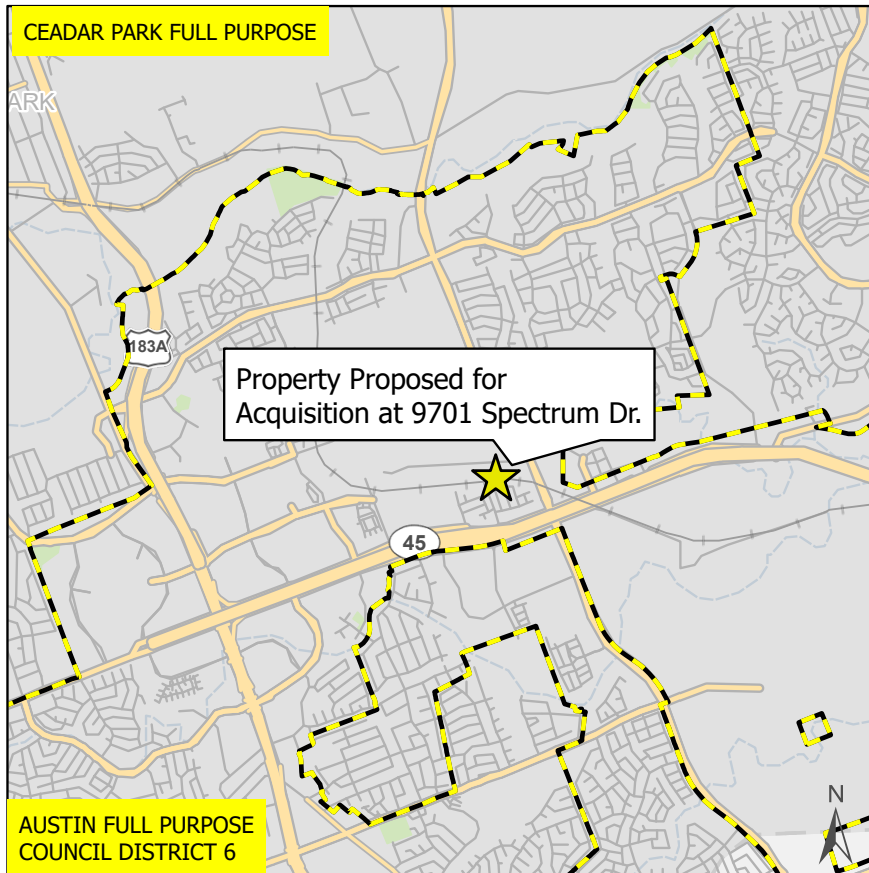 CEADAR PARK FULL PURPOSE
ARK
183A
Property Proposed for
Acquisition at 9701 Spectrum Dr.
45
AUSTIN FULL PURPOSE
COUNCIL DISTRICT 6
N